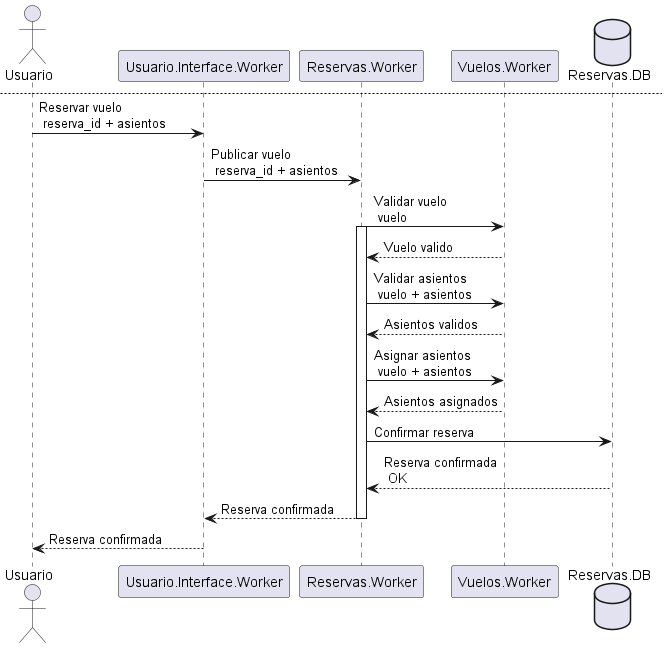 Usuario
Usuario.Interface.Worker
Reservas.Worker
Vuelos.Worker
Reservas.DB
Reservar vuelo
reserva_id + asientos
Publicar vuelo
reserva_id + asientos
Validar vuelo
vuelo
Vuelo valido
Validar asientos
vuelo + asientos
Asientos validos
Asignar asientos
vuelo + asientos
Asientos asignados
Confirmar reserva
Reserva confirmada
OK
Reserva confirmada
Reserva confirmada
Usuario
Usuario.Interface.Worker
Reservas.Worker
Vuelos.Worker
Reservas.DB